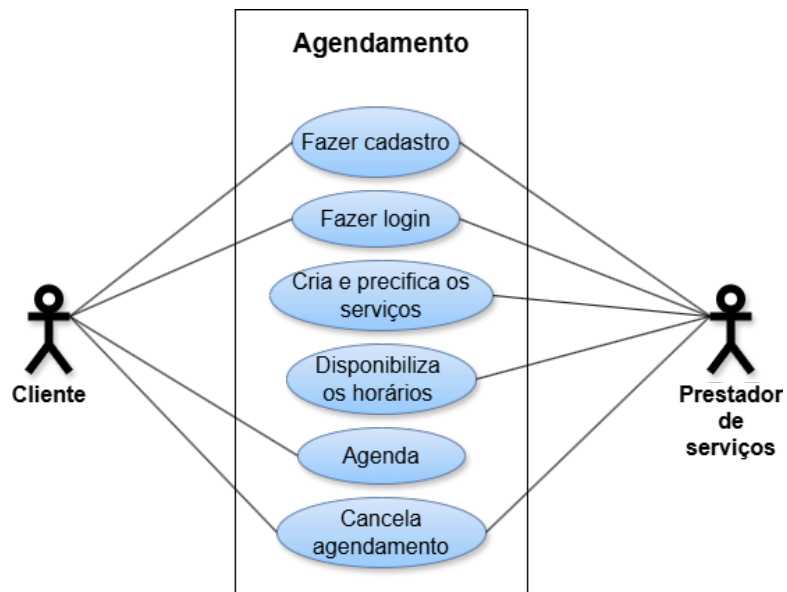 Agendamento
Fazer cadastro
Fazer login
Cria e precifica os
serviços
Disponibiliza
os horários
Agenda
Cancela
agendamento
Cliente
Prestador
de
serviços